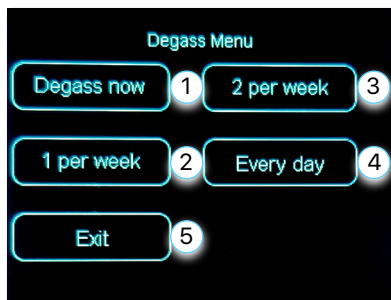 Degass Menu
Degass now 1
2 per week 3
1 per week 2
Every day 4
Exit 5